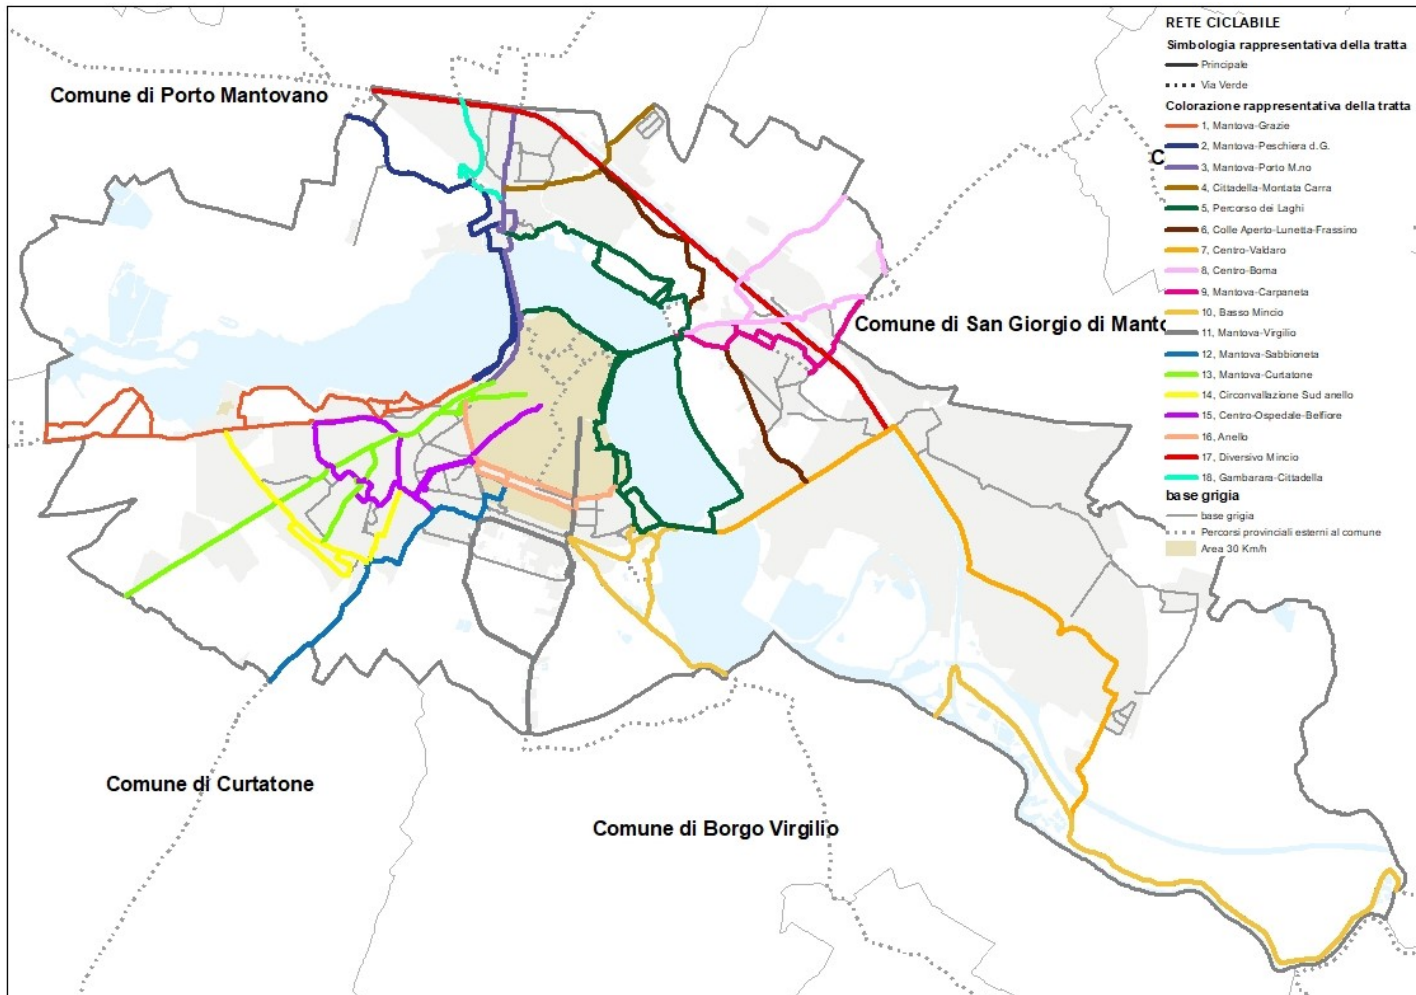 RETE CICLABILE
Simbologia rappresentativa della tratta
Principale
Via Verde
Colorazione rappresentativa della tratta
1, Mantova-Grazie
2, Mantova-Peschiera d.G.
3, Mantova-Porto M.no
4, Cittadella-Montata Carra
5, Percorso dei Laghi
6, Colle Aperto-Lunetta-Frassino
7, Centro-Valdaro
8, Centro-Boma
9, Mantova-Carpaneta
10, Basso Mincio
11, Mantova-Virgilio
12, Mantova-Sabbioneta
13, Mantova-Curtatone
14, Circonvallazione Sud anello
15, Centro-Ospedale-Belfiore
16, Anello
17, Diversivo Mincio
18, Gambarara-Cittadella
base grigia
base grigia
Percorsi provinciali esterni al comune
Area 30 Km/h
Comune di Porto Mantovano
C
Comune di San Giorgio di Manto
Comune di Curtatone
Comune di Borgo Virgilio